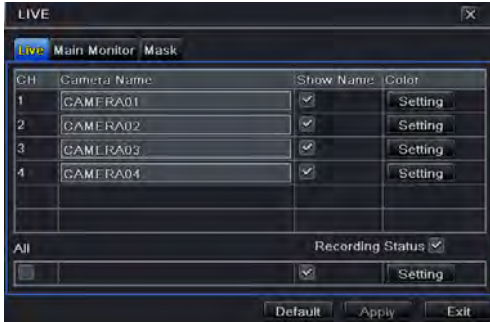 LIVE
Live Main Monitor Mask
CH Camera Name Show Name Color
1 CAMERA01 Setting
2 CAMERA02 Setting
3 CAMERA03 Setting
4 CAMERA04 Setting
All Recording Status
Setting
Default Apply Exit